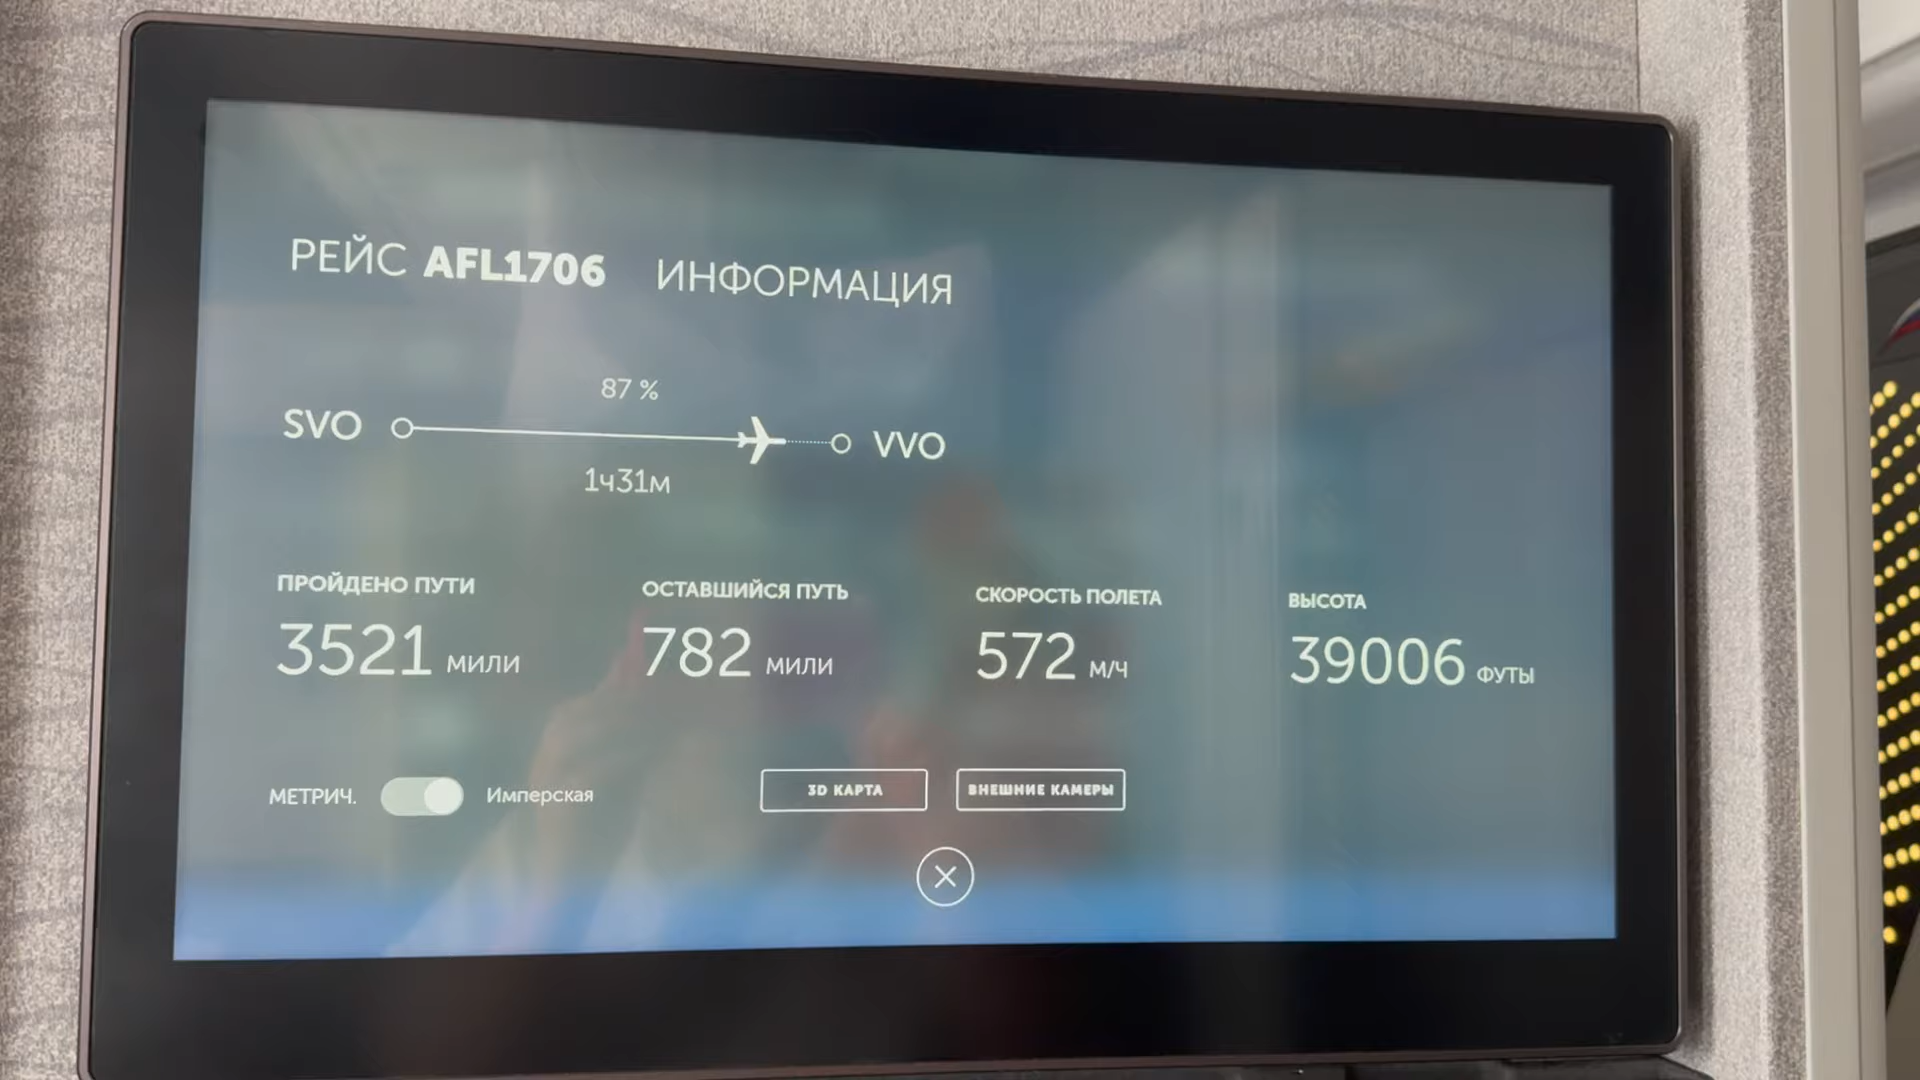 РЕЙС AFL1706 ИНФОРМАЦИЯ
87 %
SVO VVO
1ч31м
ПРОЙДЕНО ПУТИ ОСТАВШИЙСЯ ПУТЬ СКОРОСТЬ ПОЛЕТА ВЫСОТА
3521 МИЛИ 782 МИЛИ 572 М/Ч 39006 ФУТЫ
МЕТРИЧ. Имперская 3D КАРТА ВНЕШНИЕ КАМЕРЫ